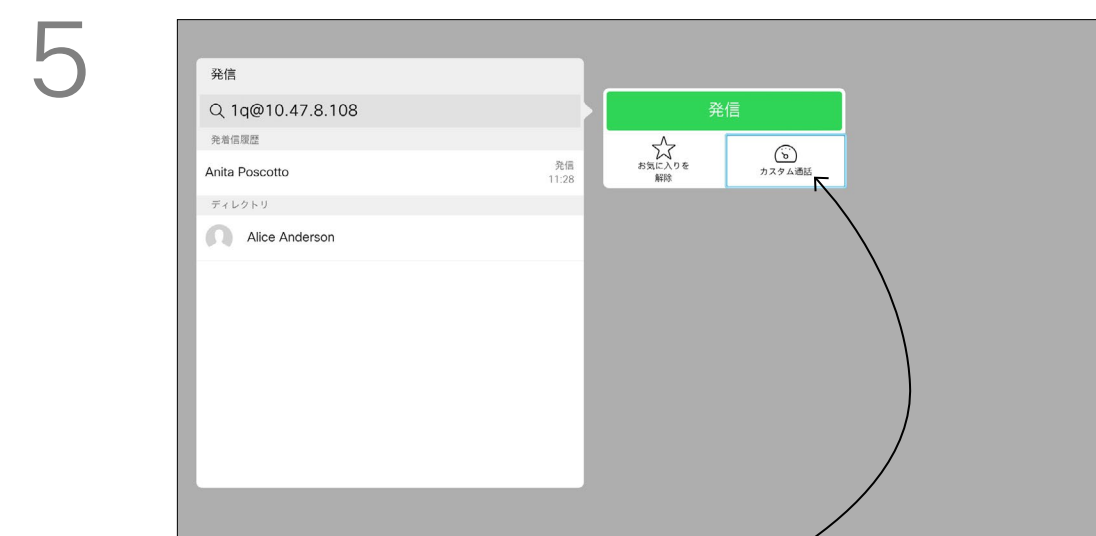 5
発信
1q@10.47.8.108
発着信履歴
Anita Poscotto
発信
11:28
ディレクトリ
Alice Anderson
発信
お気に入りを
解除
カスタム通話